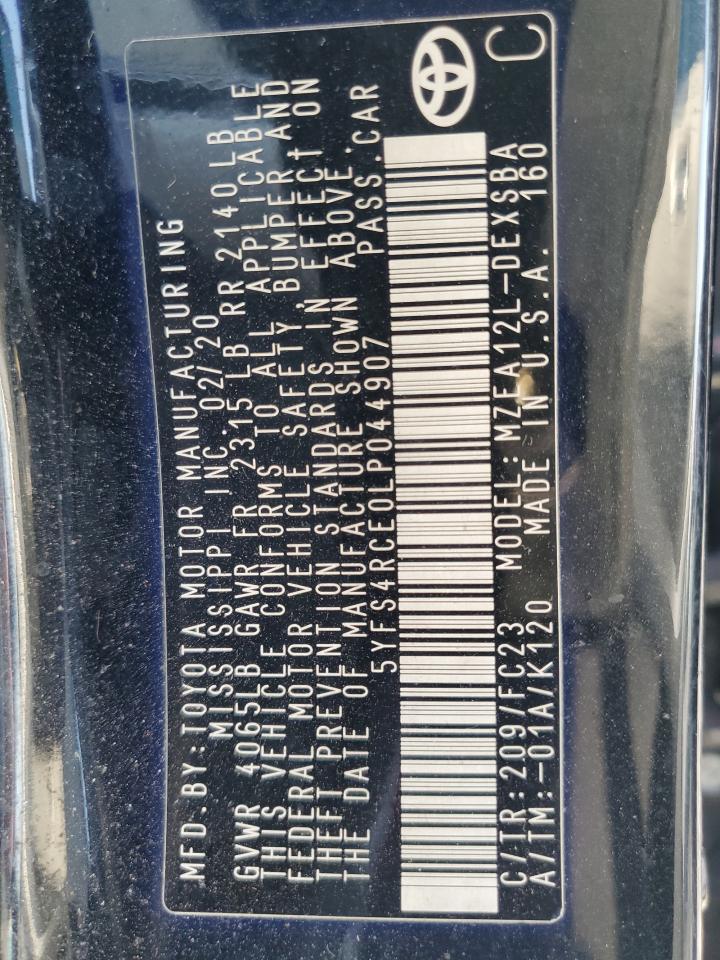 MFD.BY:TOYOTA MOTOR MANUFACTURING
MISSISSIPPI INC. 02/20
GVWR 4065LB GAWR FR 2315 LB RR 2140 LB
THIS VEHICLE CONFORMS TO ALL APPLICABLE
FEDERAL MOTOR VEHICLE SAFETY, BUMPER, AND
THEFT PREVENTION STANDARDS IN EFFECT ON
THE DATE OF MANUFACTURE SHOWN ABOVE.
5YFS4RCE0LP044907 PASS.CAR
C/TR:209/FC23 MODEL:MZEA12L-DEXSBA
A/TM:-01A/K120 MADE IN U.S.A. 160
C